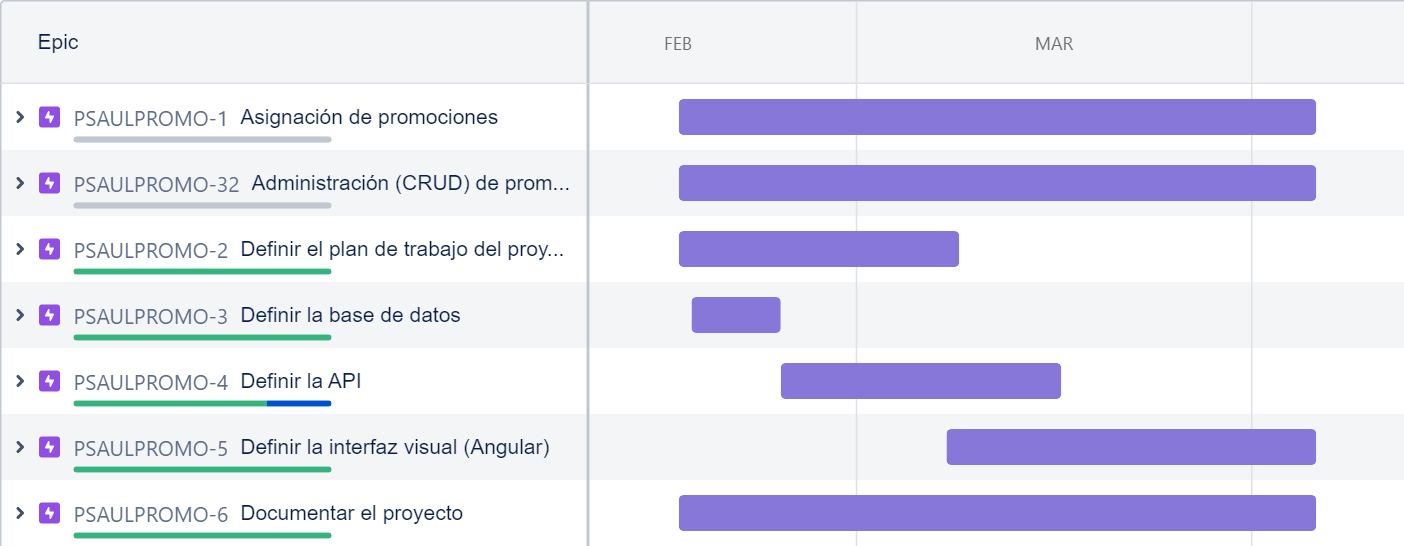 Epic FEB MAR
PSAULPROMO-1 Asignación de promociones
PSAULPROMO-32 Administración (CRUD) de prom...
PSAULPROMO-2 Definir el plan de trabajo del proy...
PSAULPROMO-3 Definir la base de datos
PSAULPROMO-4 Definir la API
PSAULPROMO-5 Definir la interfaz visual (Angular)
PSAULPROMO-6 Documentar el proyecto